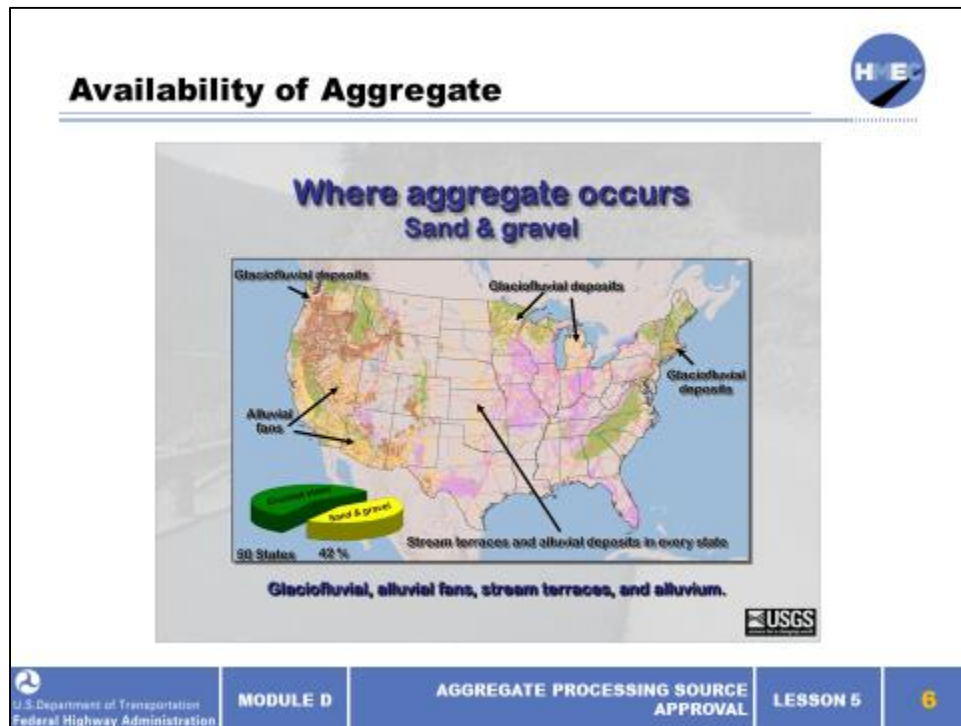 Availability of Aggregate
HMEC
Where aggregate occurs
Sand & gravel
Glaciofluvial deposits
Glaciofluvial deposits
Glaciofluvial
deposits
Alluvial
fans
Crushed stone
Sand & gravel
50 States
42 %
Stream terraces and alluvial deposits in every state
Glaciofluvial, alluvial fans, stream terraces, and alluvium.
USGS
U.S.Department of Transportation
Federal Highway Administration
MODULE D
AGGREGATE PROCESSING SOURCE
APPROVAL
LESSON 5
6